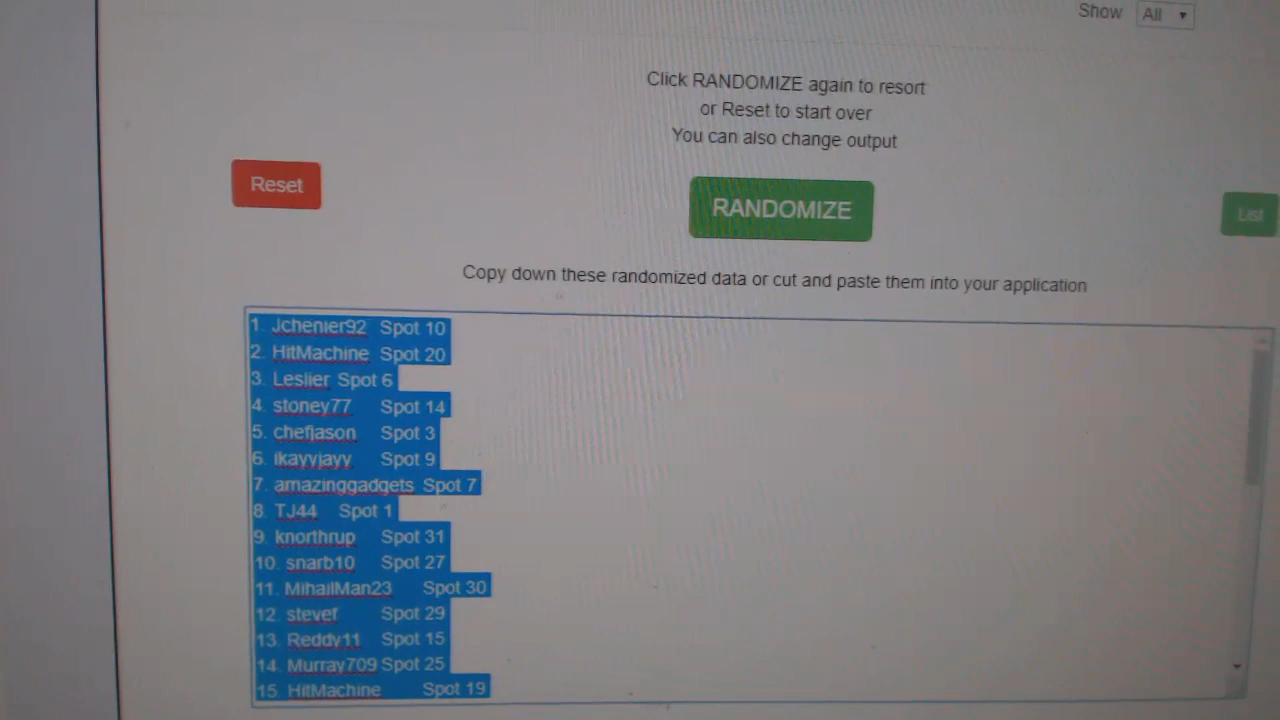 Show All
Click RANDOMIZE again to resort
or Reset to start over
You can also change output
Reset
RANDOMIZE
List
Copy down these randomized data or cut and paste them into your application
1. Jchenier92 Spot 10
2. HitMachine Spot 20
3. Leslier Spot 6
4. stoney77 Spot 14
5. chefjason Spot 3
6. ikayyjayy Spot 9
7. amazinggadgets Spot 7
8. TJ44 Spot 1
9. knorthrup Spot 31
10. snarb10 Spot 27
11. MihailMan23 Spot 30
12. stevef Spot 29
13. Reddy11 Spot 15
14. Murray709 Spot 25
15. HitMachine Spot 19